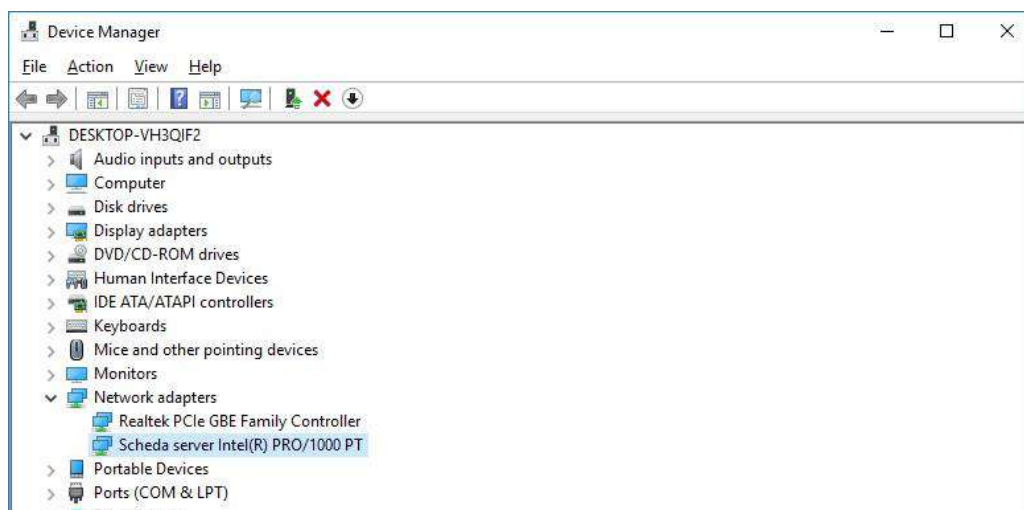 Device Manager
File Action View Help
DESKTOP-VH3QIF2
Audio inputs and outputs
Computer
Disk drives
Display adapters
DVD/CD-ROM drives
Human Interface Devices
IDE ATA/ATAPI controllers
Keyboards
Mice and other pointing devices
Monitors
Network adapters
Realtek PCIe GBE Family Controller
Scheda server Intel(R) PRO/1000 PT
Portable Devices
Ports (COM & LPT)